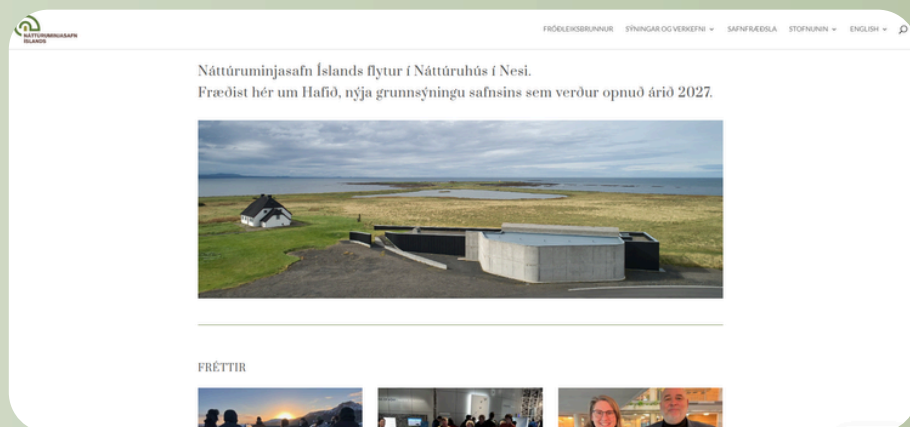 NÁTTÚRUMINJASAFN
ÍSLANDS
FRÓÐLEIKSBRUNNUR SÝNINGAR OG VERKEFNI SAFNFRÆÐSLA STOFNUNIN ENGLISH
Náttúruminjasafn Íslands flytur í Náttúruhús í Nesi.
Fræðist hér um Hafið, nýja grunnsýningu safnsins sem verður opnuð árið 2027.
FRÉTTIR